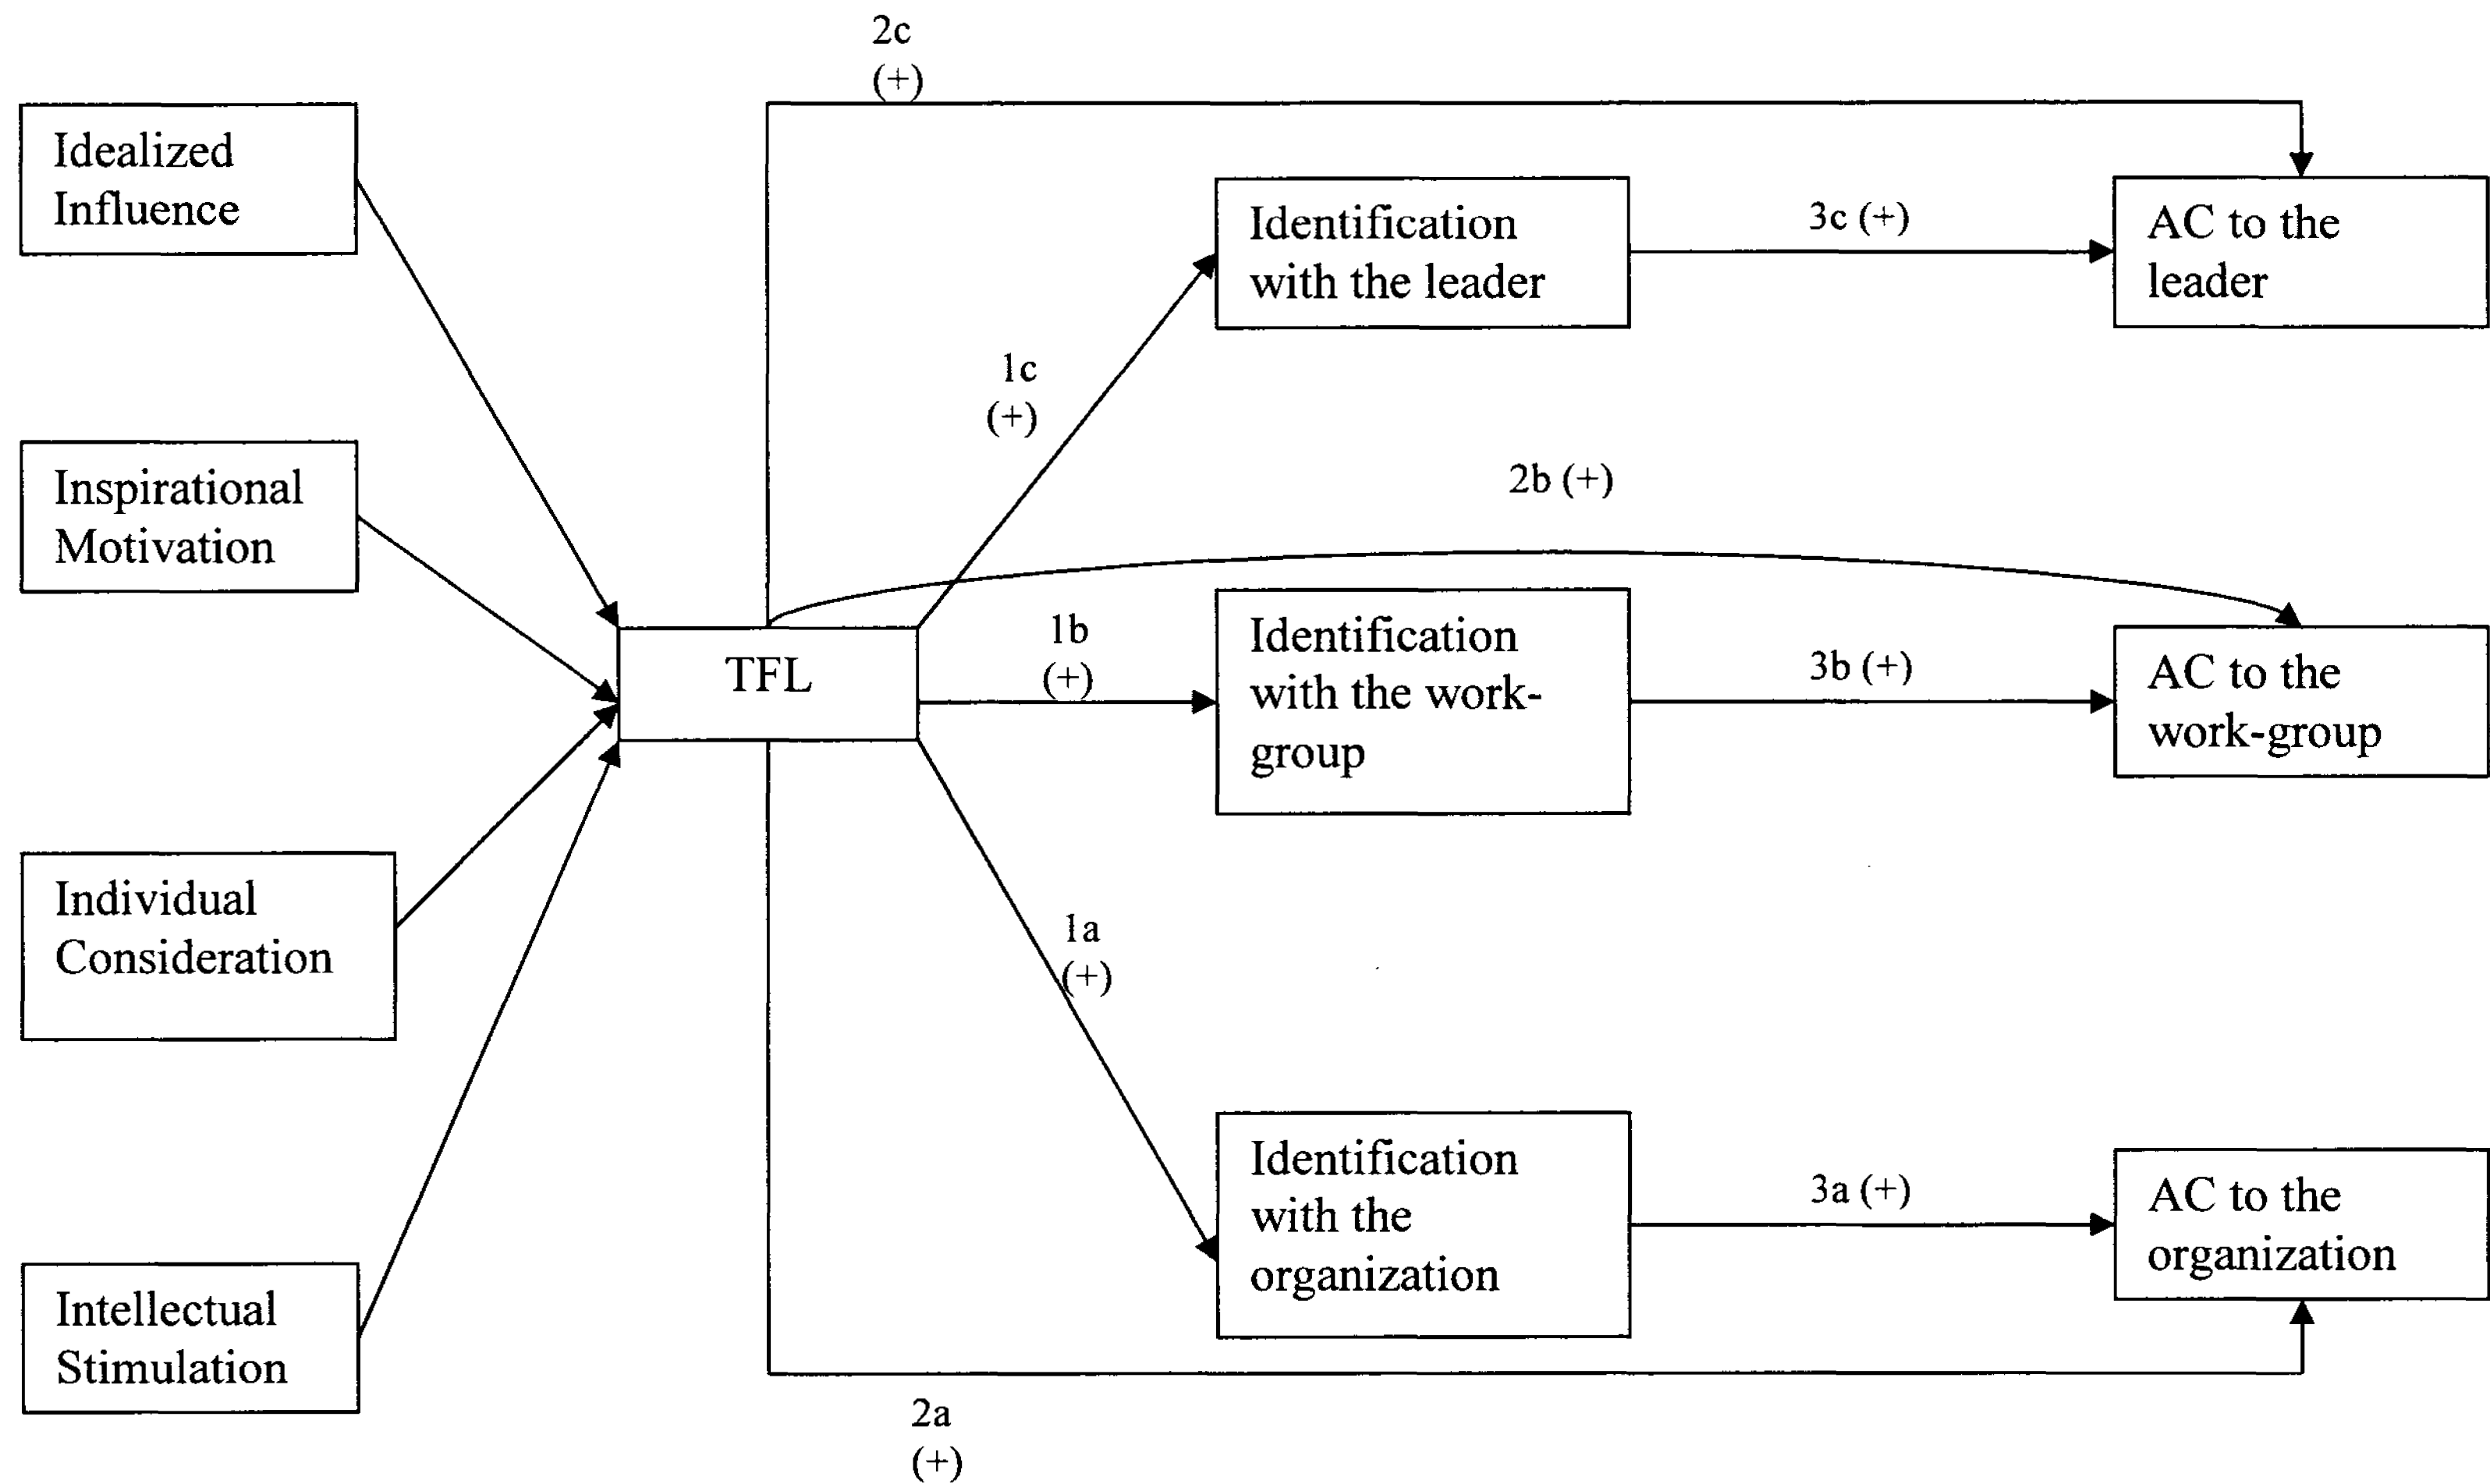 2c
(+)
Idealized
Influence
Identification
with the leader
3c (+)
AC to the
leader
1c
(+)
Inspirational
Motivation
2b (+)
TFL
1b
(+)
Identification
with the work-
group
3b (+)
AC to the
work-group
Individual
Consideration
1a
(+)
Identification
with the
organization
3a (+)
AC to the
organization
Intellectual
Stimulation
2a
(+)